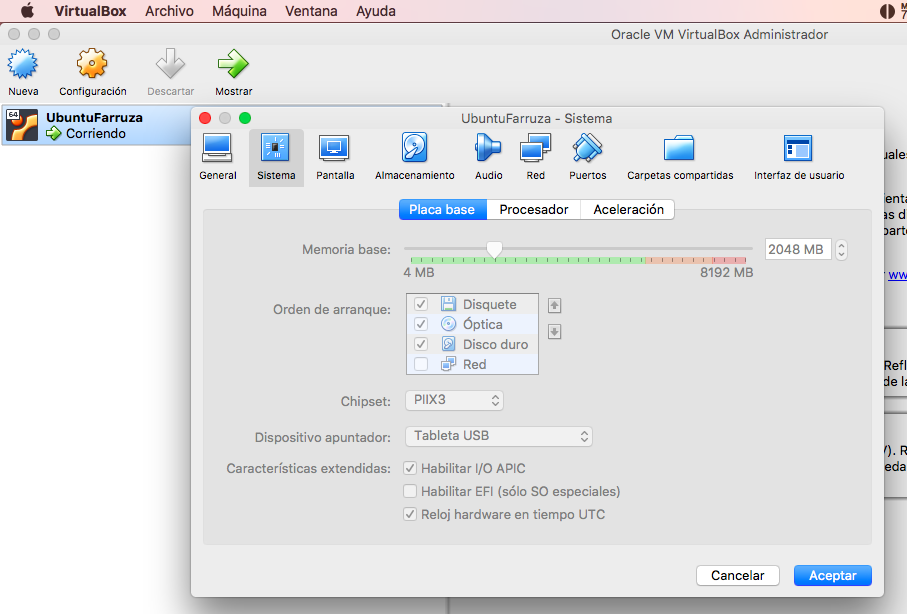 VirtualBox Archivo Máquina Ventana Ayuda
Oracle VM VirtualBox Administrador
Nueva Configuración Descartar Mostrar
64
UbuntuFarruza
Corriendo
UbuntuFarruza - Sistema
General Sistema Pantalla Almacenamiento Audio Red Puertos Carpetas compartidas Interfaz de usuario
Placa base Procesador Aceleración
Memoria base: 2048 MB
4 MB 8192 MB
Orden de arranque: Disquete
Óptica
Disco duro
Red
Chipset: PIIX3
Dispositivo apuntador: Tableta USB
Características extendidas: Habilitar I/O APIC
Habilitar EFI (sólo SO especiales)
Reloj hardware en tiempo UTC
Cancelar Aceptar